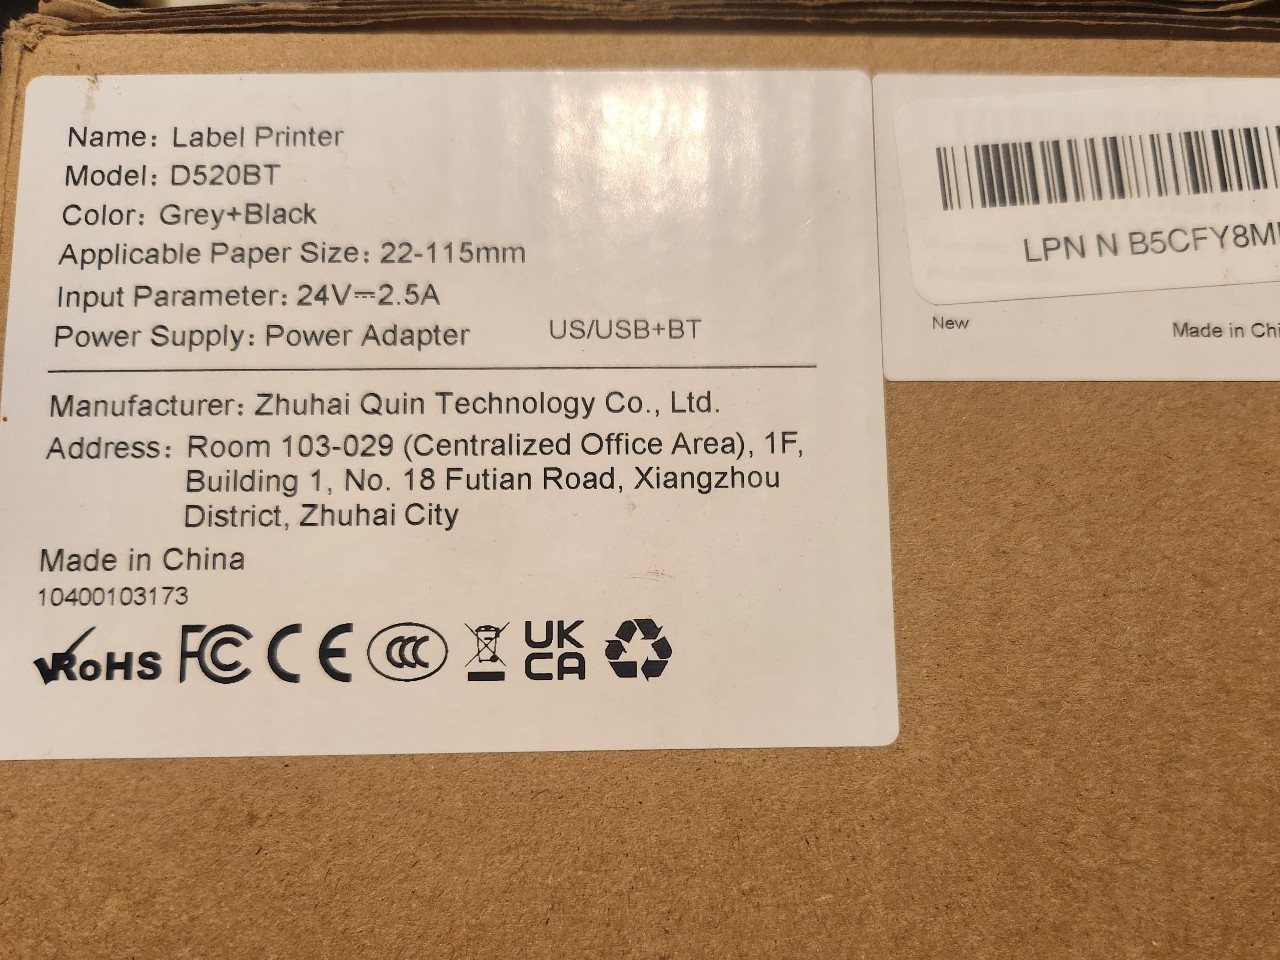 Name: Label Printer
Model: D520BT
Color: Grey+Black
Applicable Paper Size: 22-115mm
Input Parameter: 24V⎓2.5A
Power Supply: Power Adapter
US/USB+BT
Manufacturer: Zhuhai Quin Technology Co., Ltd.
Address: Room 103-029 (Centralized Office Area), 1F,
Building 1, No. 18 Futian Road, Xiangzhou
District, Zhuhai City
Made in China
10400103173
RoHS FC CE CCC UK
CA
LPN N B5CFY8M
New
Made in Chi